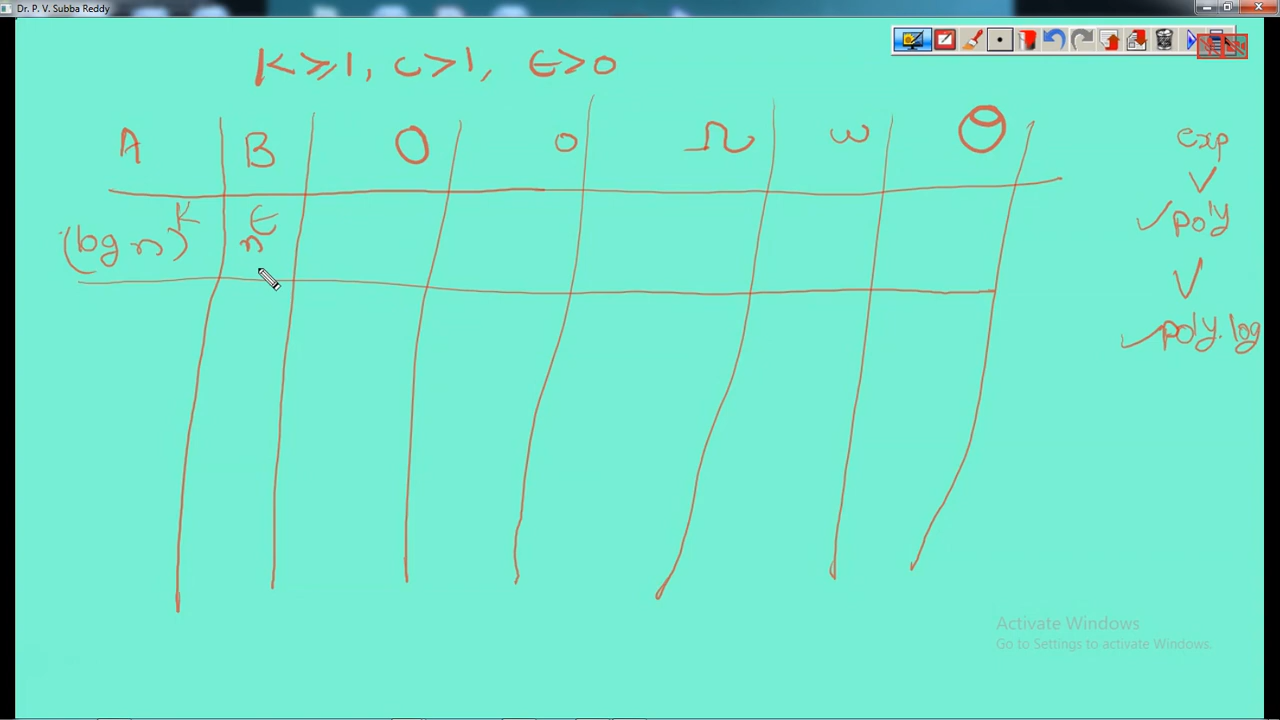 Dr. P. V. Subba Reddy
K ⩾ 1, c > 1, ϵ > 0
A B O o Ω ω Θ
(log n)^K n^ϵ
exp
∨
✓poly
∨
✓poly.log
Activate Windows
Go to Settings to activate Windows.